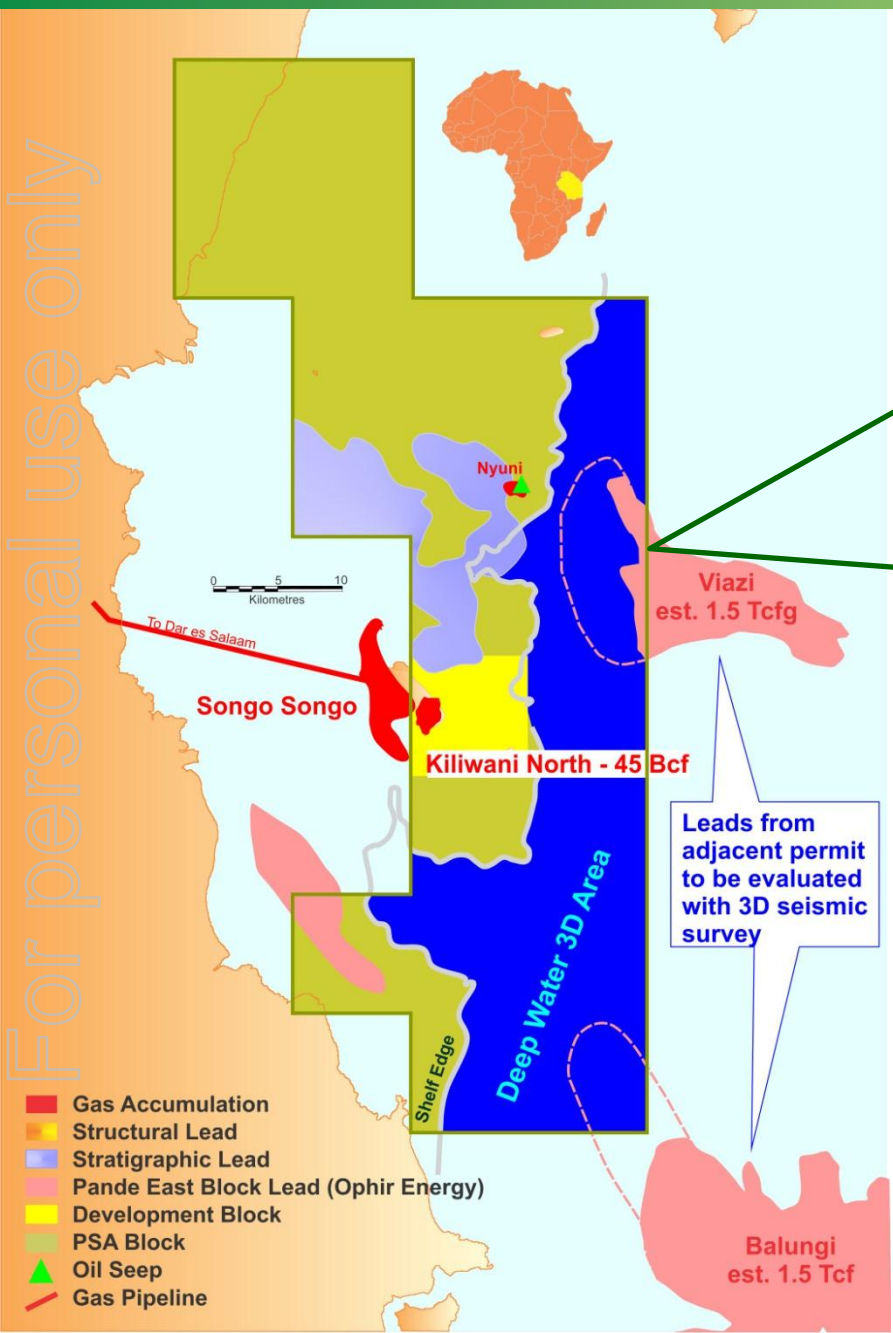 For personal use only
Nyuni
0 5 10
Kilometres
To Dar es Salaam
Viazi
est. 1.5 Tcfg
Songo Songo
Kiliwani North - 45 Bcf
Leads from
adjacent permit
to be evaluated
with 3D seismic
survey
Deep Water 3D Area
Shelf Edge
Gas Accumulation
Structural Lead
Stratigraphic Lead
Pande East Block Lead (Ophir Energy)
Development Block
PSA Block
Oil Seep
Gas Pipeline
Balungi
est. 1.5 Tcf